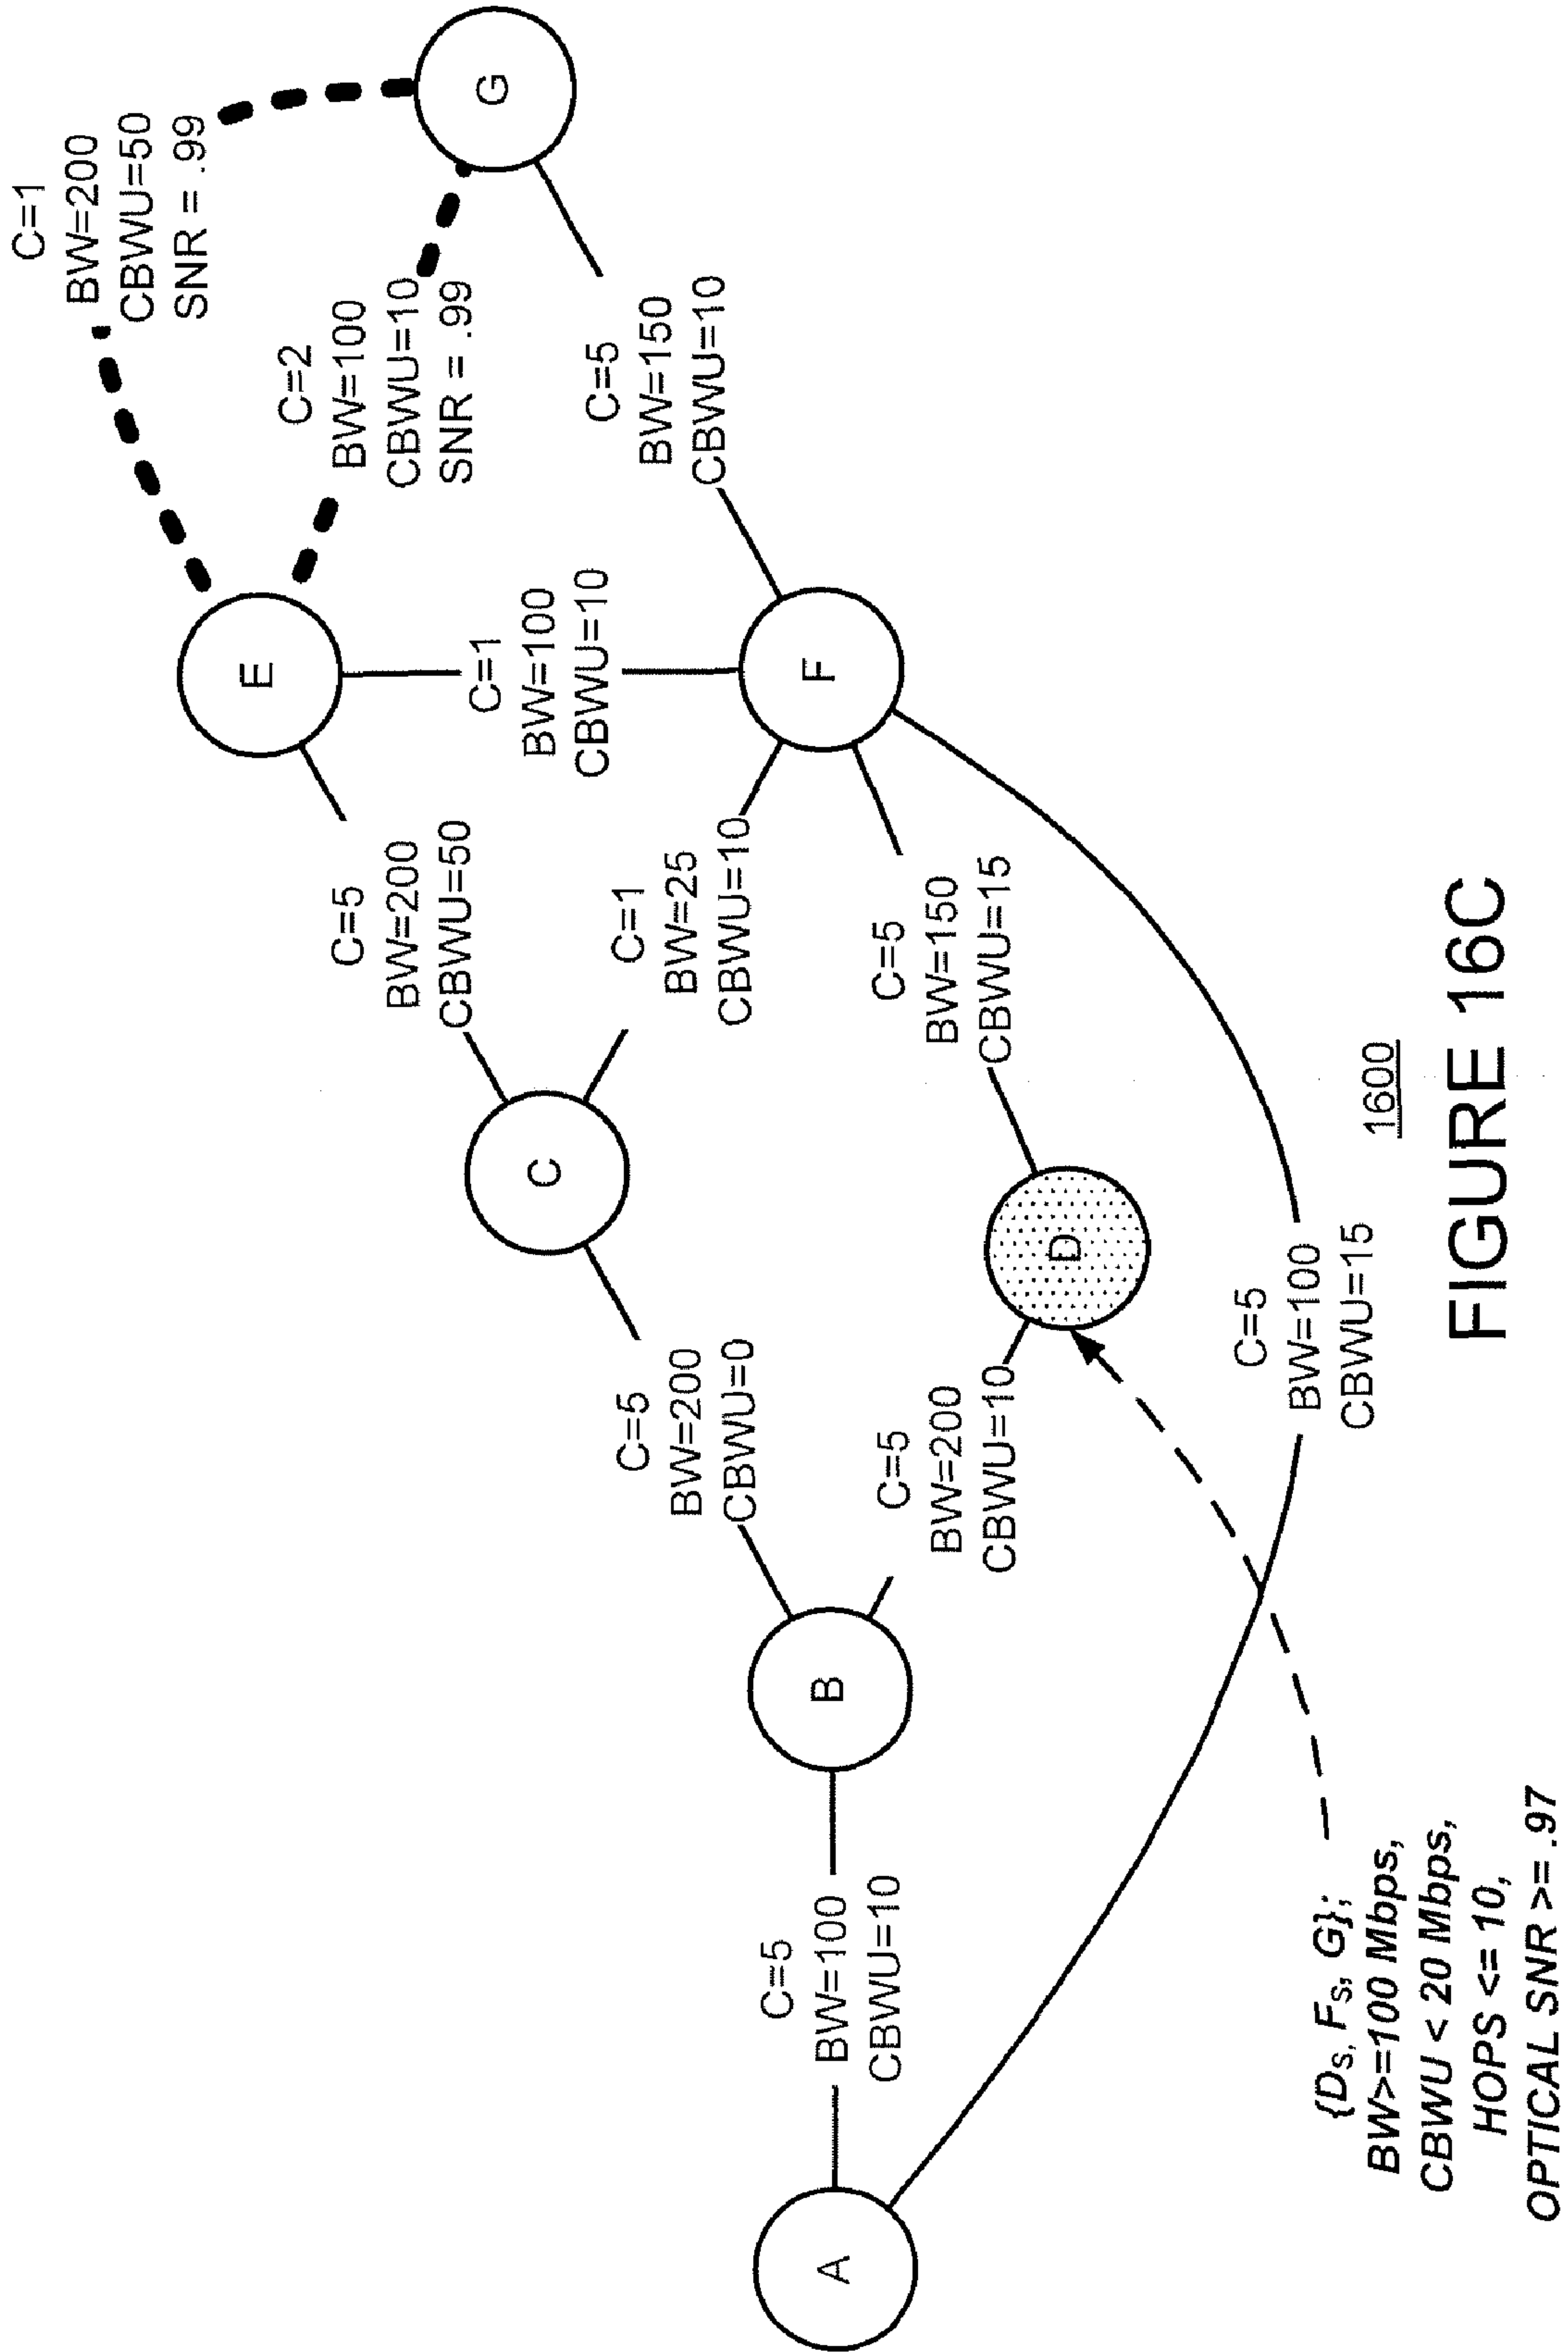 C=1
BW=200
CBWU=50
SNR = .99
C=2
BW=100
CBWU=10
SNR = .99
G
E
C=5
BW=200
CBWU=50
C=1
BW=100
CBWU=10
C=5
BW=150
CBWU=10
C
C=1
BW=25
CBWU=10
F
C=5
BW=200
CBWU=0
C=5
BW=150
CBWU=15
A
C=5
BW=100
CBWU=10
B
C=5
BW=200
CBWU=10
D
C=5
BW=100
CBWU=15
{DS, FS, G};
BW>=100 Mbps,
CBWU < 20 Mbps,
HOPS <= 10,
OPTICAL SNR >= .97
1600
FIGURE 16C